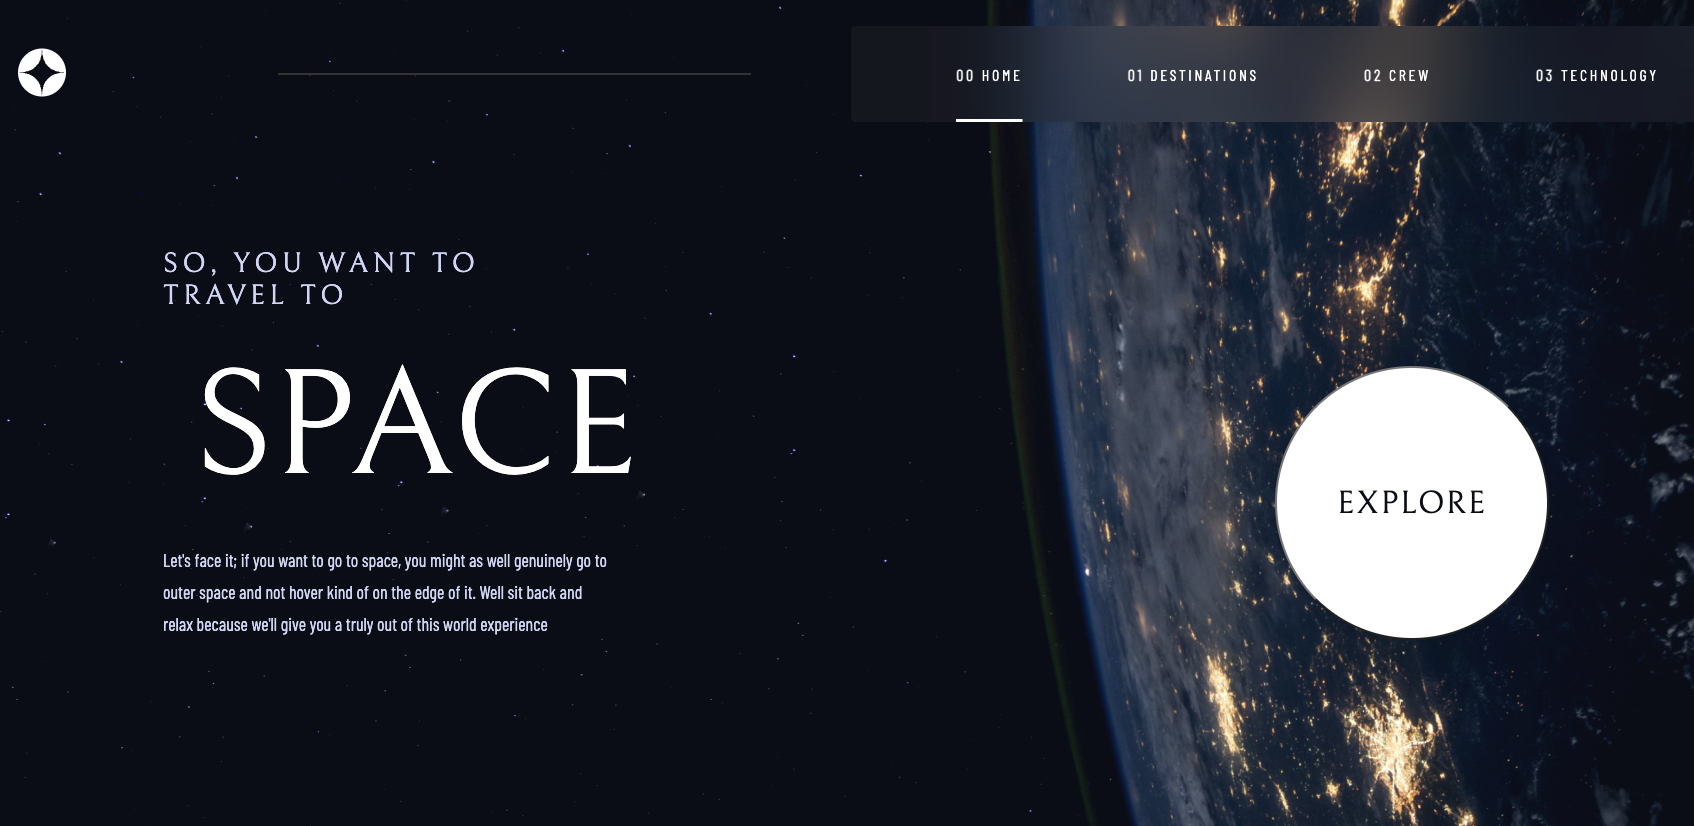 00 HOME
01 DESTINATIONS
02 CREW
03 TECHNOLOGY
SO, YOU WANT TO
TRAVEL TO
SPACE
Let's face it; if you want to go to space, you might as well genuinely go to
outer space and not hover kind of on the edge of it. Well sit back and
relax because we'll give you a truly out of this world experience
EXPLORE